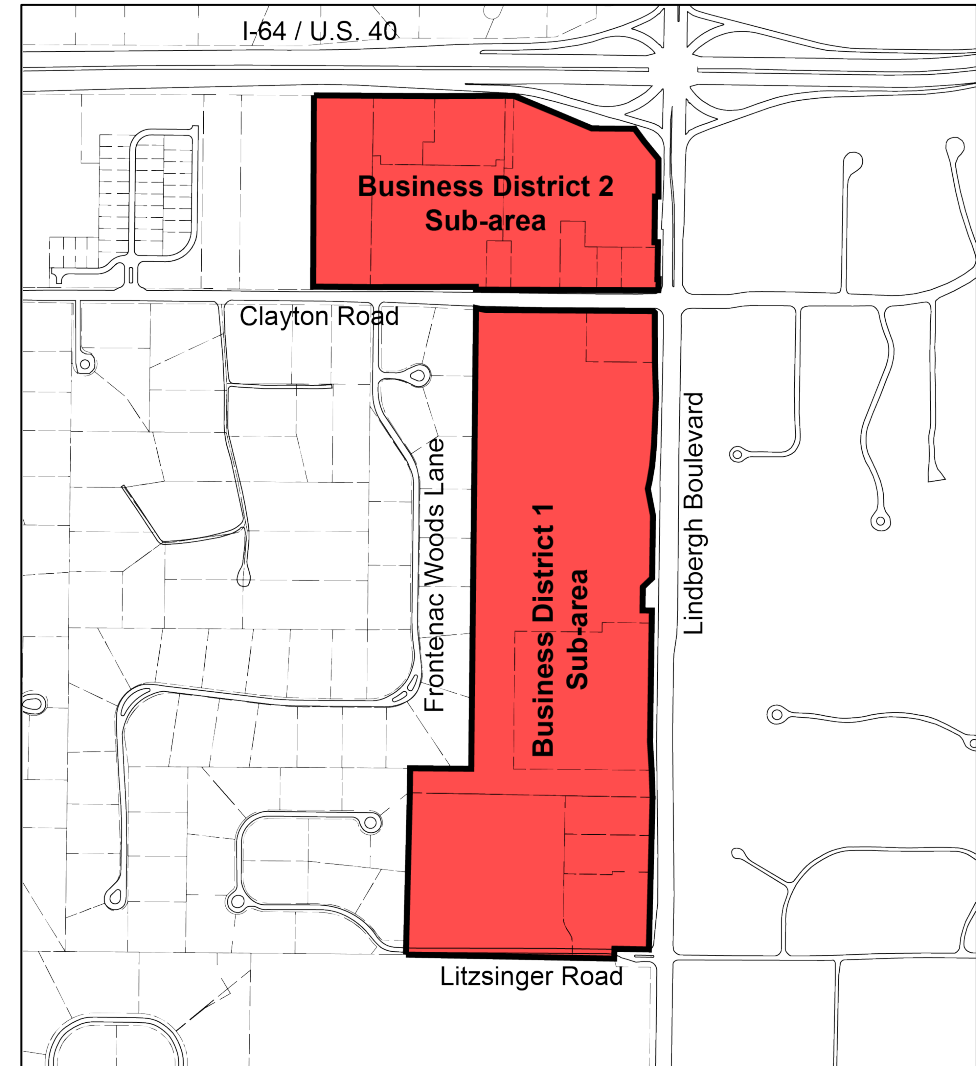 I-64 / U.S. 40
Business District 2
Sub-area
Clayton Road
Frontenac Woods Lane
Lindbergh Boulevard
Business District 1
Sub-area
Litzsinger Road